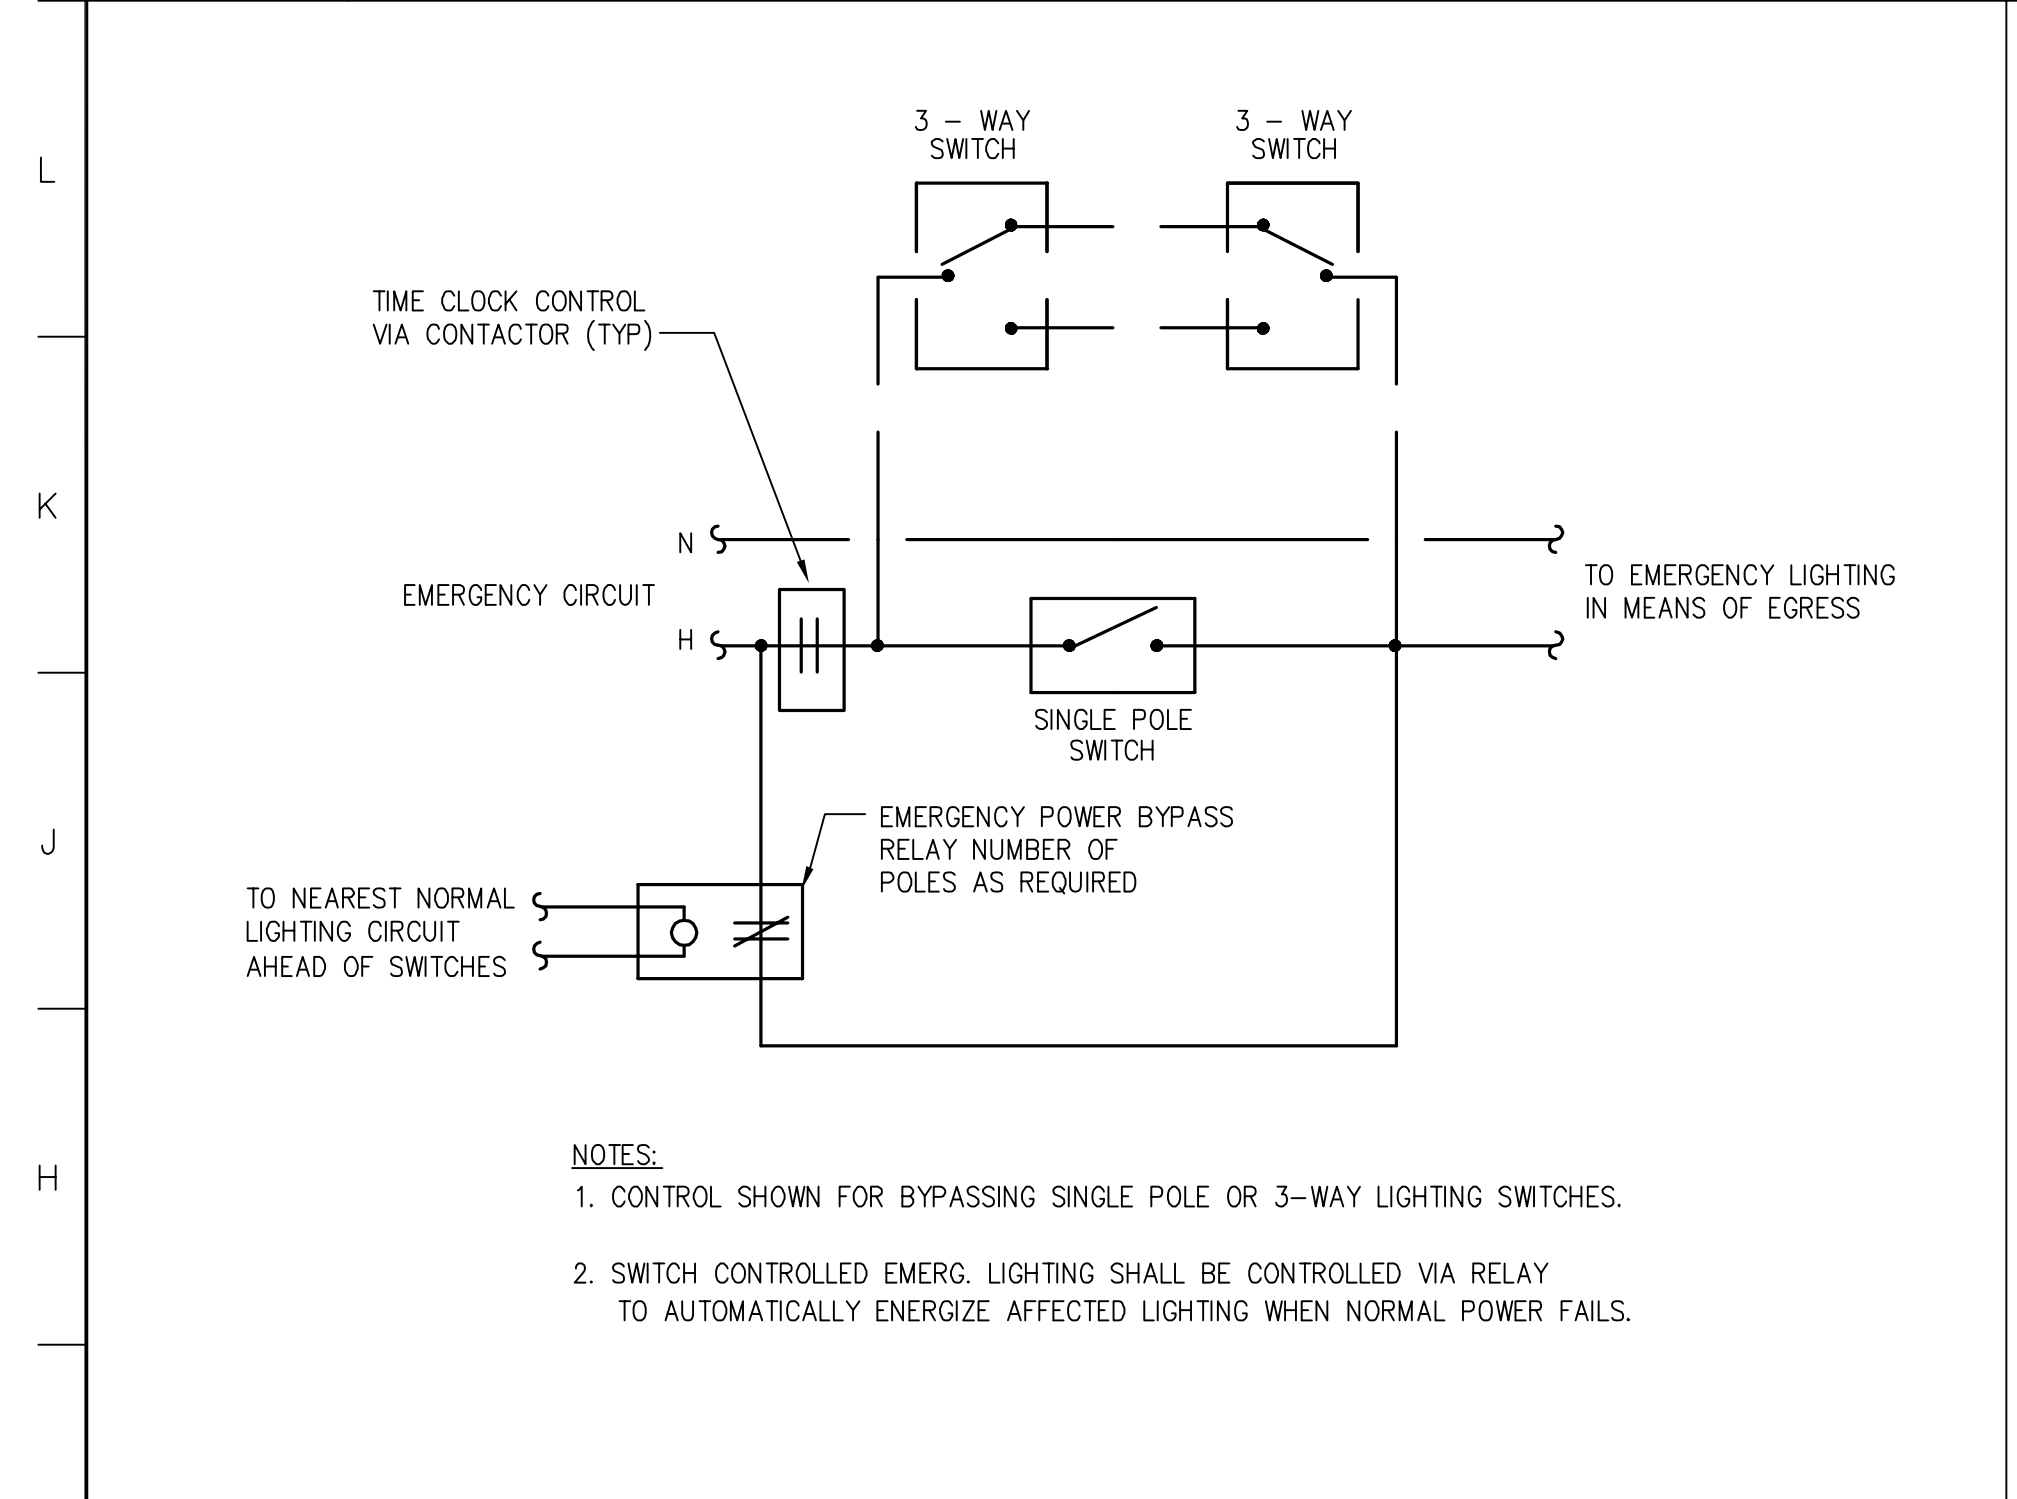 3 – WAY
SWITCH
3 – WAY
SWITCH
L
TIME CLOCK CONTROL
VIA CONTACTOR (TYP)
K
N
EMERGENCY CIRCUIT
H
TO EMERGENCY LIGHTING
IN MEANS OF EGRESS
SINGLE POLE
SWITCH
J
EMERGENCY POWER BYPASS
RELAY NUMBER OF
POLES AS REQUIRED
TO NEAREST NORMAL
LIGHTING CIRCUIT
AHEAD OF SWITCHES
H
NOTES:
1. CONTROL SHOWN FOR BYPASSING SINGLE POLE OR 3–WAY LIGHTING SWITCHES.
2. SWITCH CONTROLLED EMERG. LIGHTING SHALL BE CONTROLLED VIA RELAY
TO AUTOMATICALLY ENERGIZE AFFECTED LIGHTING WHEN NORMAL POWER FAILS.